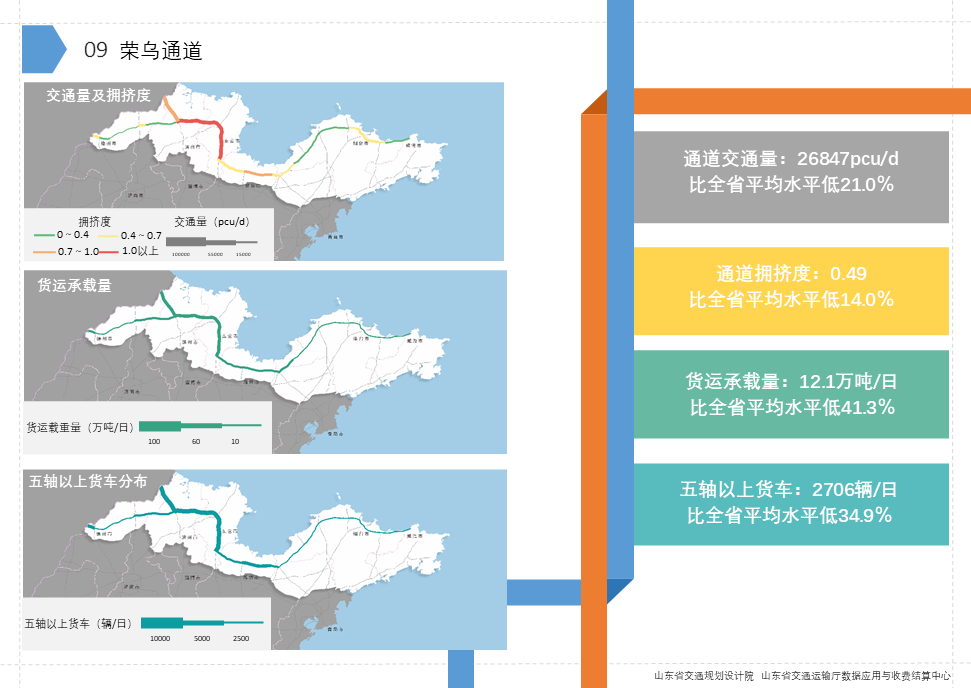 09 荣乌通道
交通量及拥挤度
拥挤度
交通量（pcu/d）
0～0.4
0.4～0.7
0.7～1.0
1.0以上
100000
55000
15000
货运承载量
货运载重量（万吨/日）
100
60
10
五轴以上货车分布
五轴以上货车（辆/日）
10000
5000
2500
通道交通量：26847pcu/d
比全省平均水平低21.0%
通道拥挤度：0.49
比全省平均水平低14.0%
货运承载量：12.1万吨/日
比全省平均水平低41.3%
五轴以上货车：2706辆/日
比全省平均水平低34.9%
山东省交通规划设计院 山东省交通运输厅数据应用与收费结算中心